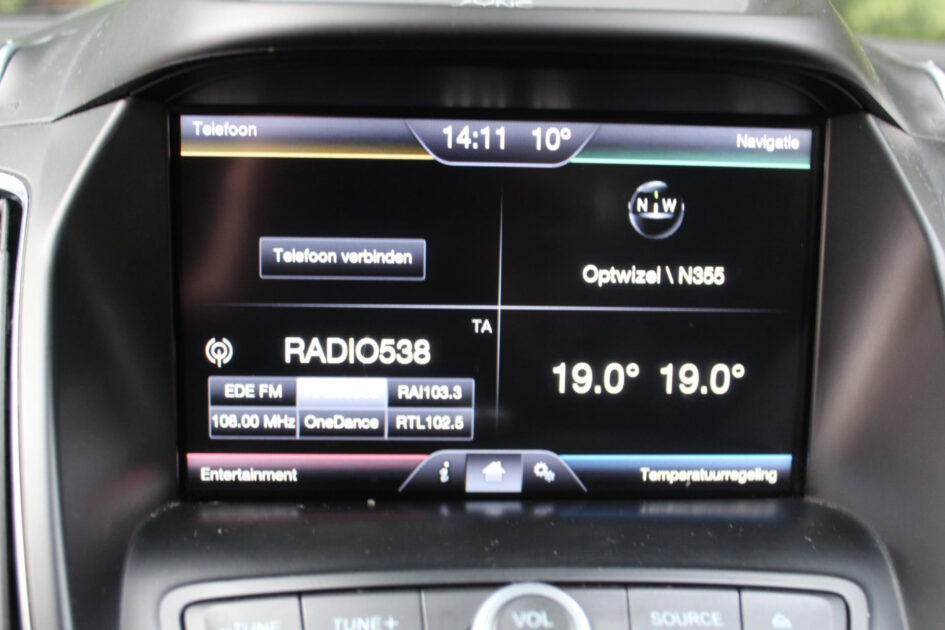 Telefoon
14:11 10°
Navigatie
Telefoon verbinden
N W
Optwizel \ N355
TA
RADIO538
EDE FM
RAI103.3
108.00 MHz
OneDance
RTL102.5
19.0° 19.0°
Entertainment
i
Temperatuurregeling
TUNE
TUNE+
VOL
SOURCE